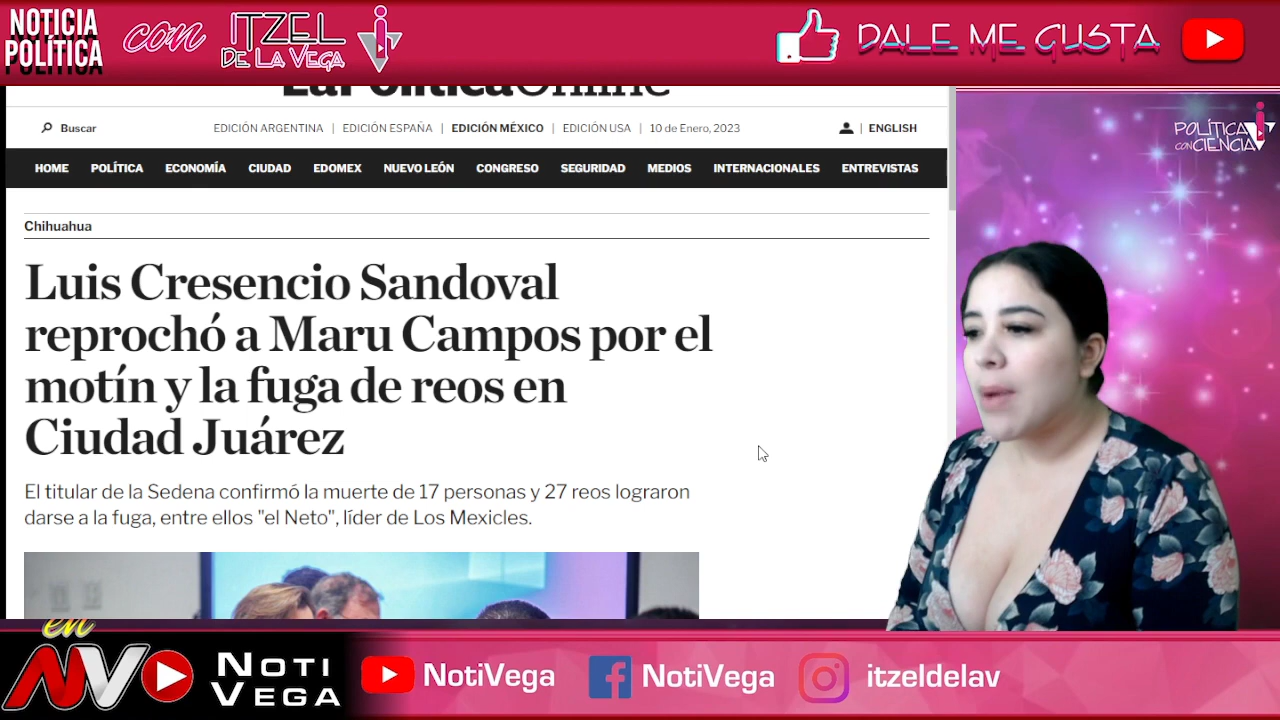 NOTICIA
POLÍTICA
con
ITZEL
DE LA VEGA
DALE ME GUSTA
LaPolíticaOnline
Buscar
EDICIÓN ARGENTINA | EDICIÓN ESPAÑA | EDICIÓN MÉXICO | EDICIÓN USA | 10 de Enero, 2023
| ENGLISH
HOME POLÍTICA ECONOMÍA CIUDAD EDOMEX NUEVO LEÓN CONGRESO SEGURIDAD MEDIOS INTERNACIONALES ENTREVISTAS
POLÍTICA
CON CIENCIA
Chihuahua
Luis Cresencio Sandoval
reprochó a Maru Campos por el
motín y la fuga de reos en
Ciudad Juárez
El titular de la Sedena confirmó la muerte de 17 personas y 27 reos lograron
darse a la fuga, entre ellos "el Neto", líder de Los Mexicles.
en
NV
NOTI
VEGA
NotiVega
NotiVega
itzeldelav